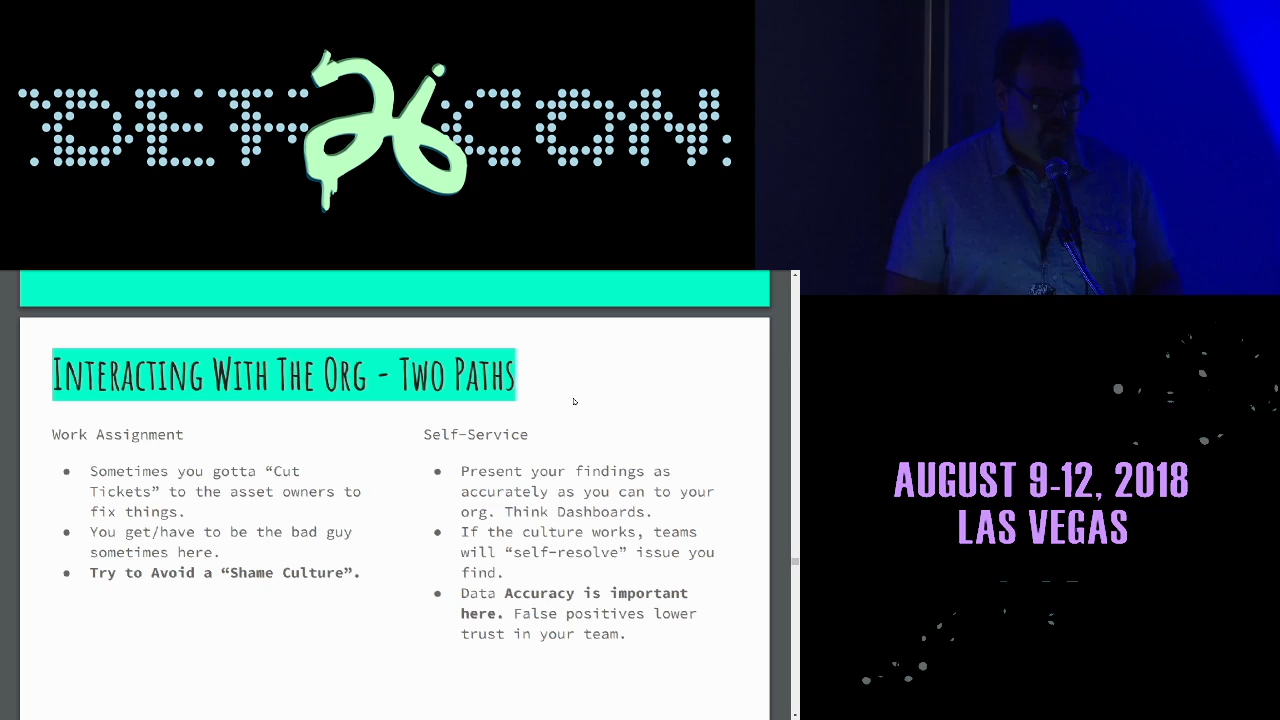 DEF 26 CON
Interacting With The Org - Two Paths
Work Assignment
● Sometimes you gotta “Cut
Tickets” to the asset owners to
fix things.
● You get/have to be the bad guy
sometimes here.
● Try to Avoid a “Shame Culture”.
Self-Service
● Present your findings as
accurately as you can to your
org. Think Dashboards.
● If the culture works, teams
will “self-resolve” issue you
find.
● Data Accuracy is important
here. False positives lower
trust in your team.
AUGUST 9-12, 2018
LAS VEGAS